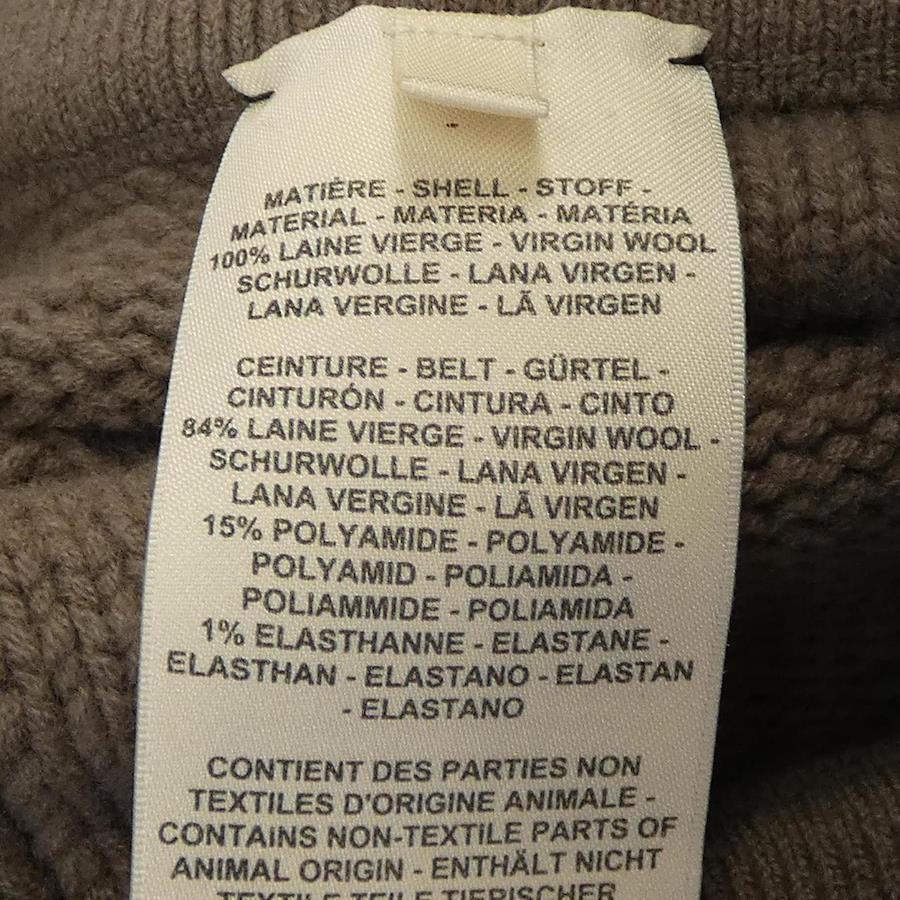 MATIÈRE - SHELL - STOFF -
MATERIAL - MATERIA - MATÉRIA
100% LAINE VIERGE - VIRGIN WOOL
SCHURWOLLE - LANA VIRGEN -
LANA VERGINE - LÃ VIRGEN
CEINTURE - BELT - GÜRTEL -
CINTURÓN - CINTURA - CINTO
84% LAINE VIERGE - VIRGIN WOOL -
SCHURWOLLE - LANA VIRGEN -
LANA VERGINE - LÃ VIRGEN
15% POLYAMIDE - POLYAMIDE -
POLYAMID - POLIAMIDA -
POLIAMMIDE - POLIAMIDA
1% ELASTHANNE - ELASTANE -
ELASTHAN - ELASTANO - ELASTAN
- ELASTANO
CONTIENT DES PARTIES NON
TEXTILES D'ORIGINE ANIMALE -
CONTAINS NON-TEXTILE PARTS OF
ANIMAL ORIGIN - ENTHÄLT NICHT
TEXTILE TEILE TIERISCHER